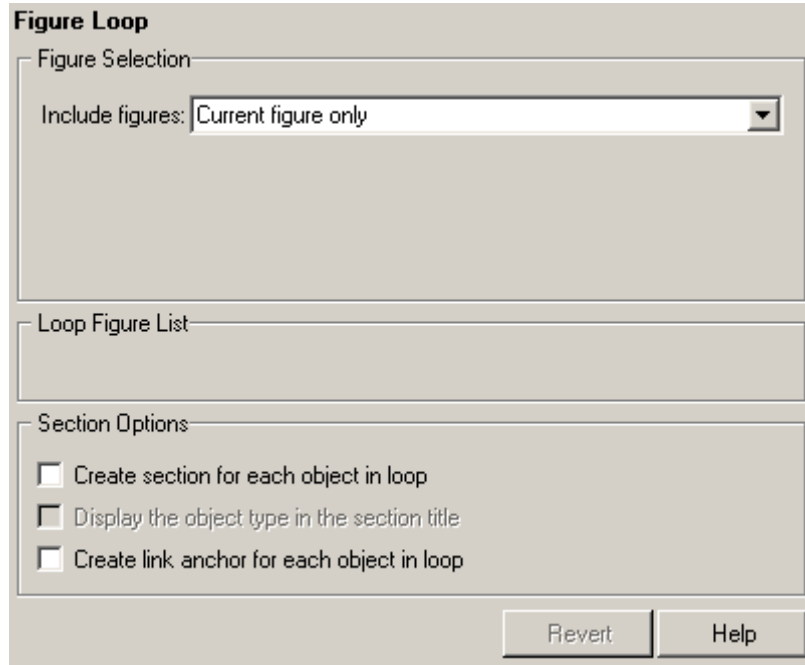 Figure Loop
Figure Selection
Include figures: Current figure only
Loop Figure List
Section Options
Create section for each object in loop
Display the object type in the section title
Create link anchor for each object in loop
Revert Help